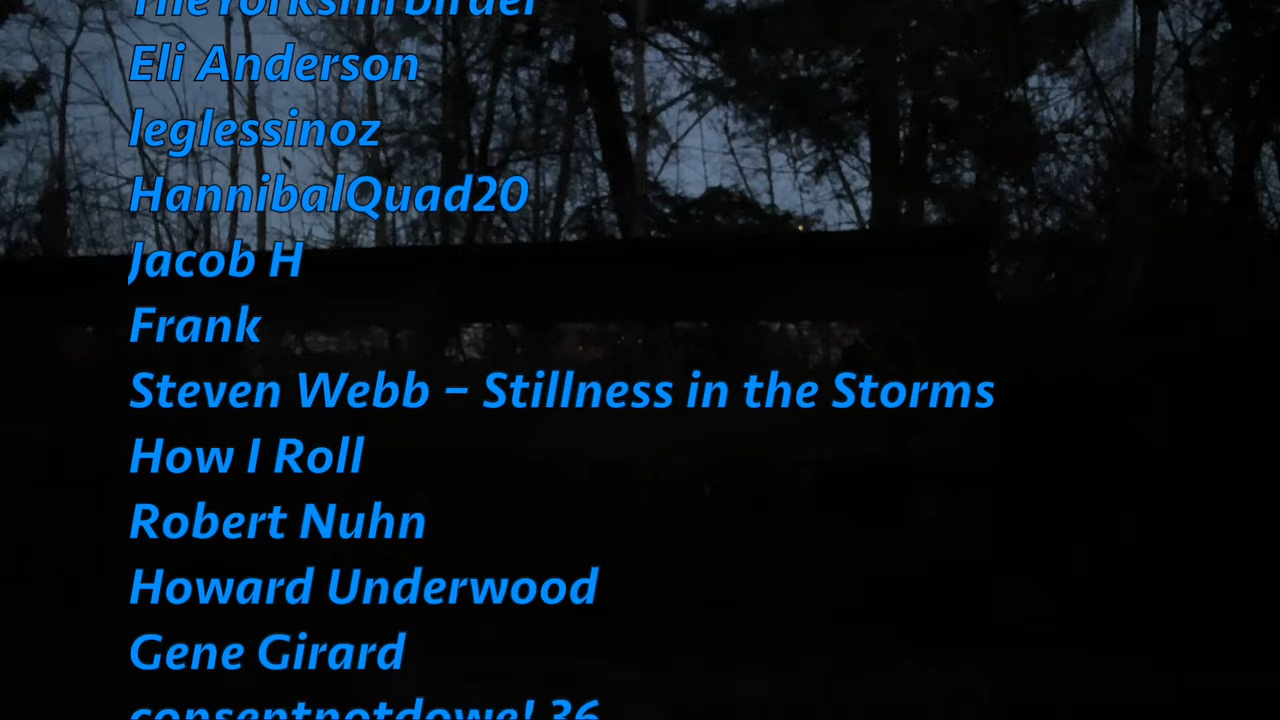 Eli Anderson
leglessinoz
HannibalQuad20
Jacob H
Frank
Steven Webb – Stillness in the Storms
How I Roll
Robert Nuhn
Howard Underwood
Gene Girard